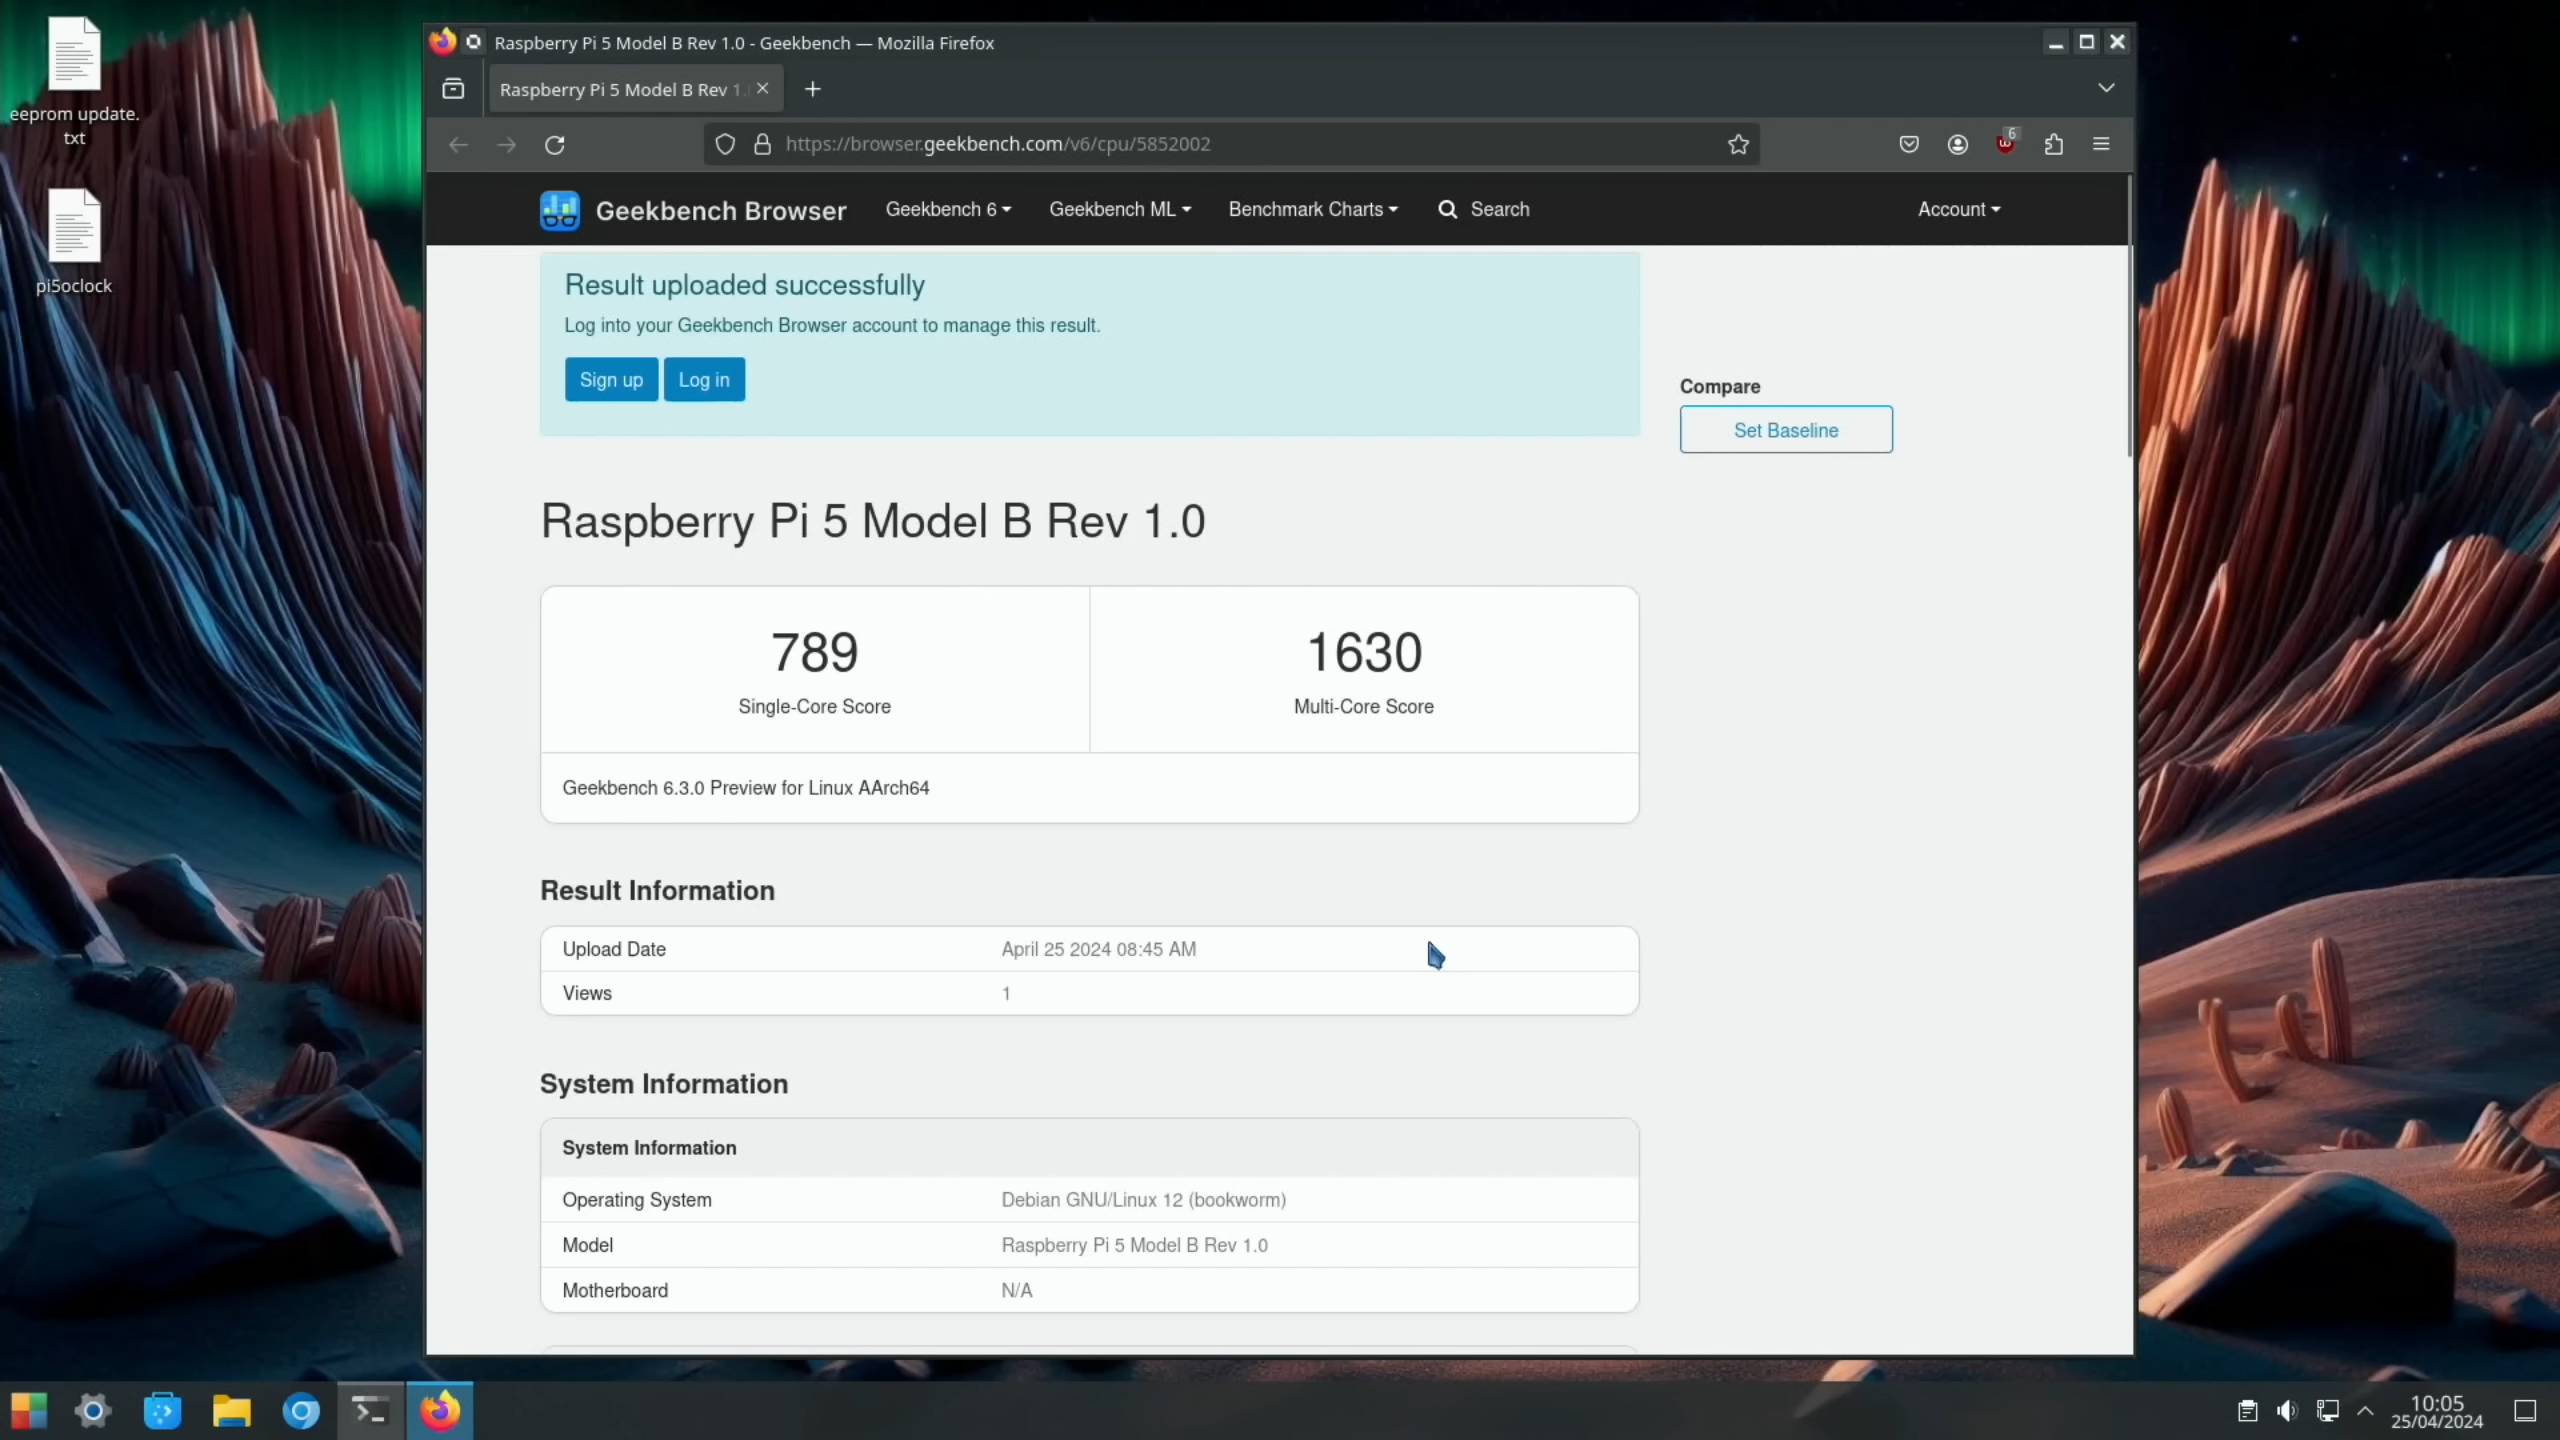 eeprom update.
txt
pi5oclock
Raspberry Pi 5 Model B Rev 1.0 - Geekbench — Mozilla Firefox
Raspberry Pi 5 Model B Rev 1.
https://browser.geekbench.com/v6/cpu/5852002
6
Geekbench Browser
Geekbench 6
Geekbench ML
Benchmark Charts
Search
Account
Result uploaded successfully
Log into your Geekbench Browser account to manage this result.
Sign up
Log in
Compare
Set Baseline
Raspberry Pi 5 Model B Rev 1.0
789
Single-Core Score
1630
Multi-Core Score
Geekbench 6.3.0 Preview for Linux AArch64
Result Information
Upload Date April 25 2024 08:45 AM
Views 1
System Information
System Information
Operating System Debian GNU/Linux 12 (bookworm)
Model Raspberry Pi 5 Model B Rev 1.0
Motherboard N/A
10:05
25/04/2024